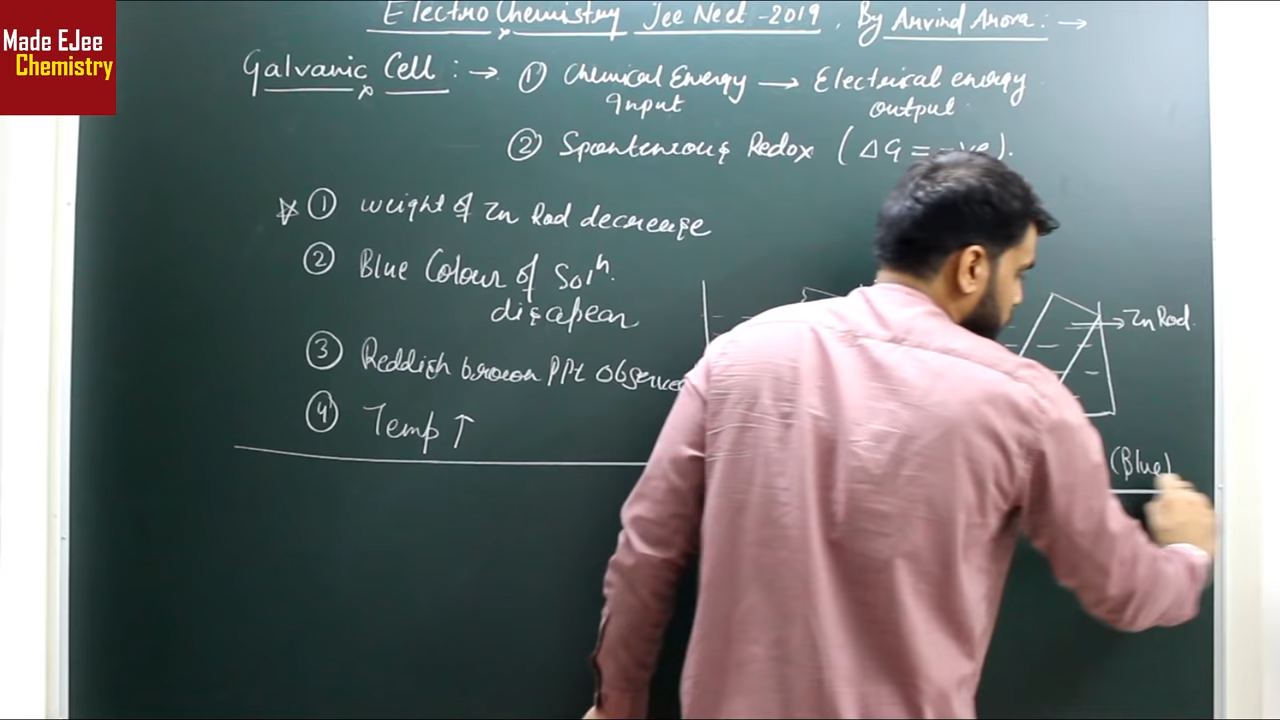 Made EJee
Chemistry
ElectroChemistry Jee Neet -2019, By Arvind Arora: →
Galvanic Cell : → ① Chemical Energy → Electrical energy
Input output
② Spontaneous Redox (ΔG = -ve).
① weight of Zn Rod decrease
② Blue Colour of Solⁿ.
disapear
③ Reddish brown PPt Observed
④ Temp ↑
→ Zn Rod.
(Blue)